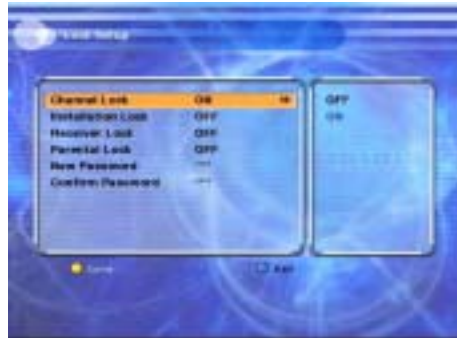 Lock Setup
Channel Lock ON
Installation Lock OFF
Receiver Lock OFF
Parental Lock OFF
New Password ----
Confirm Password ----
OFF
ON
Exit